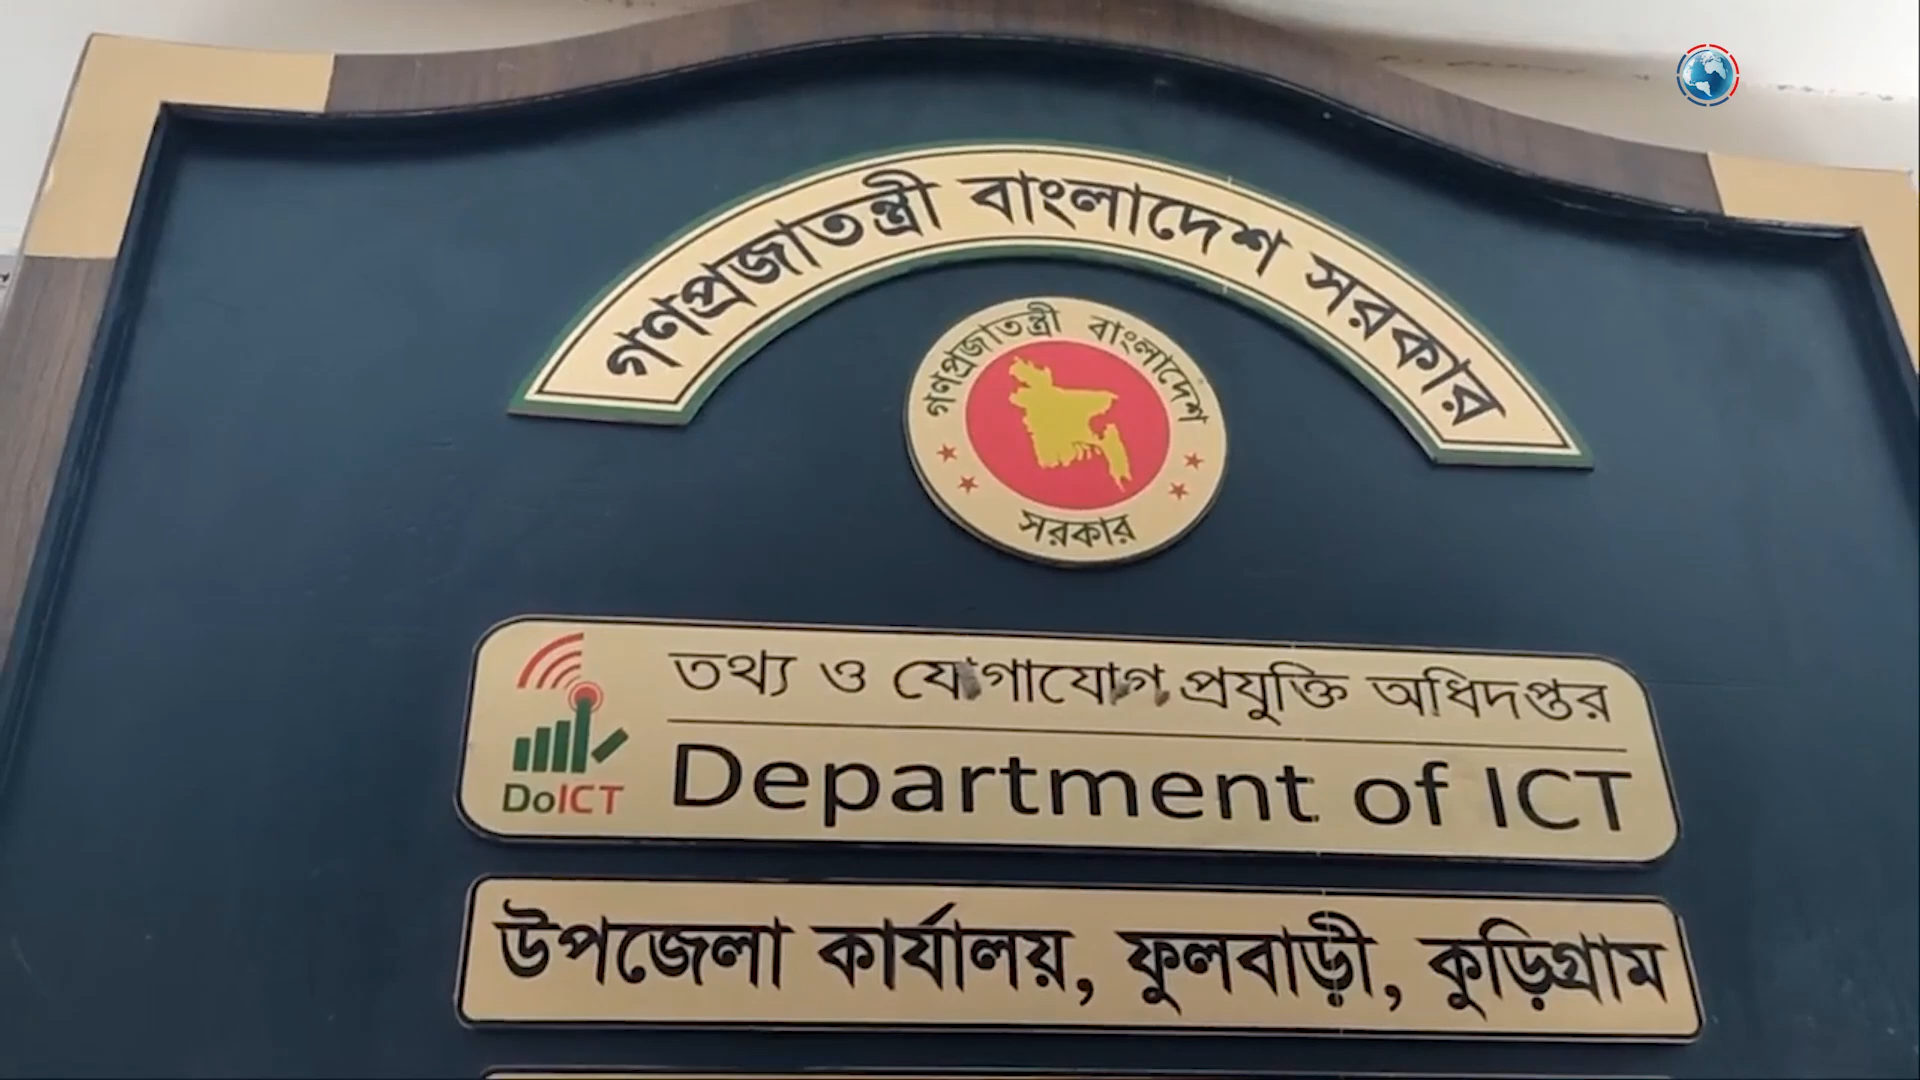 গণপ্রজাতন্ত্রী বাংলাদেশ সরকার
গণপ্রজাতন্ত্রী বাংলাদেশ
সরকার
তথ্য ও যোগাযোগ প্রযুক্তি অধিদপ্তর
DoICT
Department of ICT
উপজেলা কার্যালয়, ফুলবাড়ী, কুড়িগ্রাম